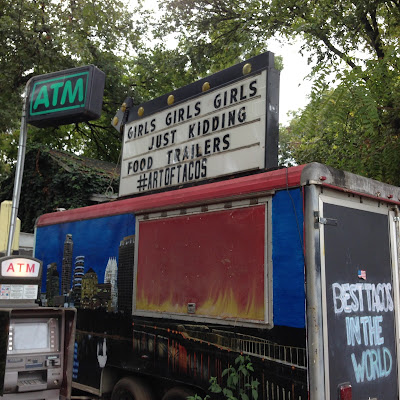 ATM
GIRLS GIRLS GIRLS
JUST KIDDING
FOOD TRAILERS
#ARTOFTACOS
ATM
BEST TACOS
IN THE
WORLD